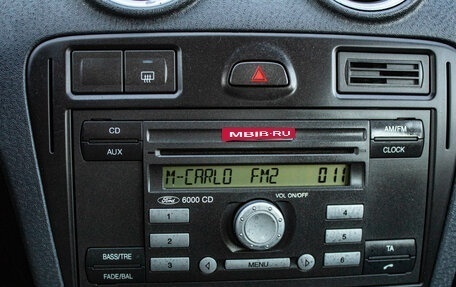 CD
MBIB·RU
AM/FM
AUX
CLOCK
M-CARLO FM2 011
Ford 6000 CD
VOL ON/OFF
1
4
2
5
TA
BASS/TRE
3
MENU
6
FADE/BAL